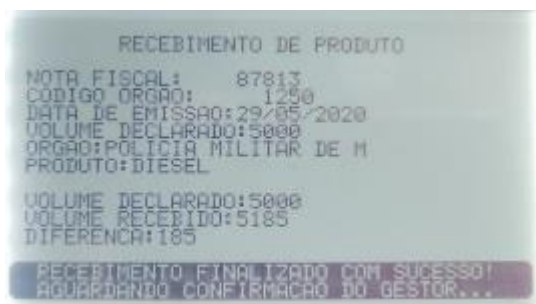 RECEBIMENTO DE PRODUTO
NOTA FISCAL: 87813
CODIGO ORGAO: 1250
DATA DE EMISSAO:29/05/2020
VOLUME DECLARADO:5000
ORGAO:POLICIA MILITAR DE M
PRODUTO:DIESEL
VOLUME DECLARADO:5000
VOLUME RECEBIDO:5185
DIFERENCA:185
RECEBIMENTO FINALIZADO COM SUCESSO!
AGUARDANDO CONFIRMACAO DO GESTOR...